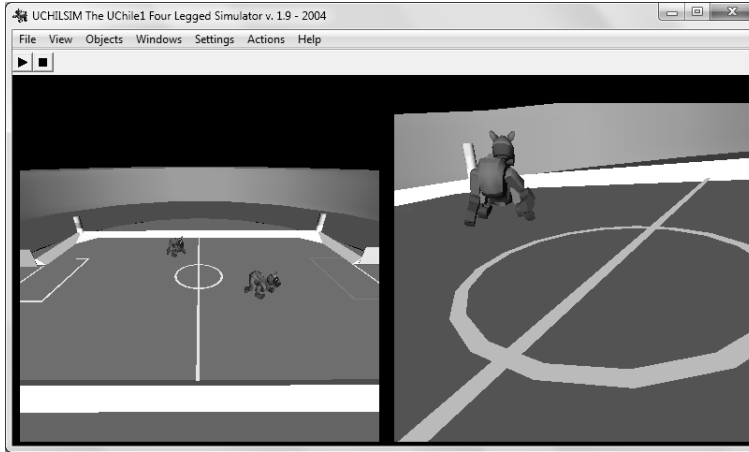 UCHILSIM The UChile1 Four Legged Simulator v. 1.9 - 2004
File View Objects Windows Settings Actions Help